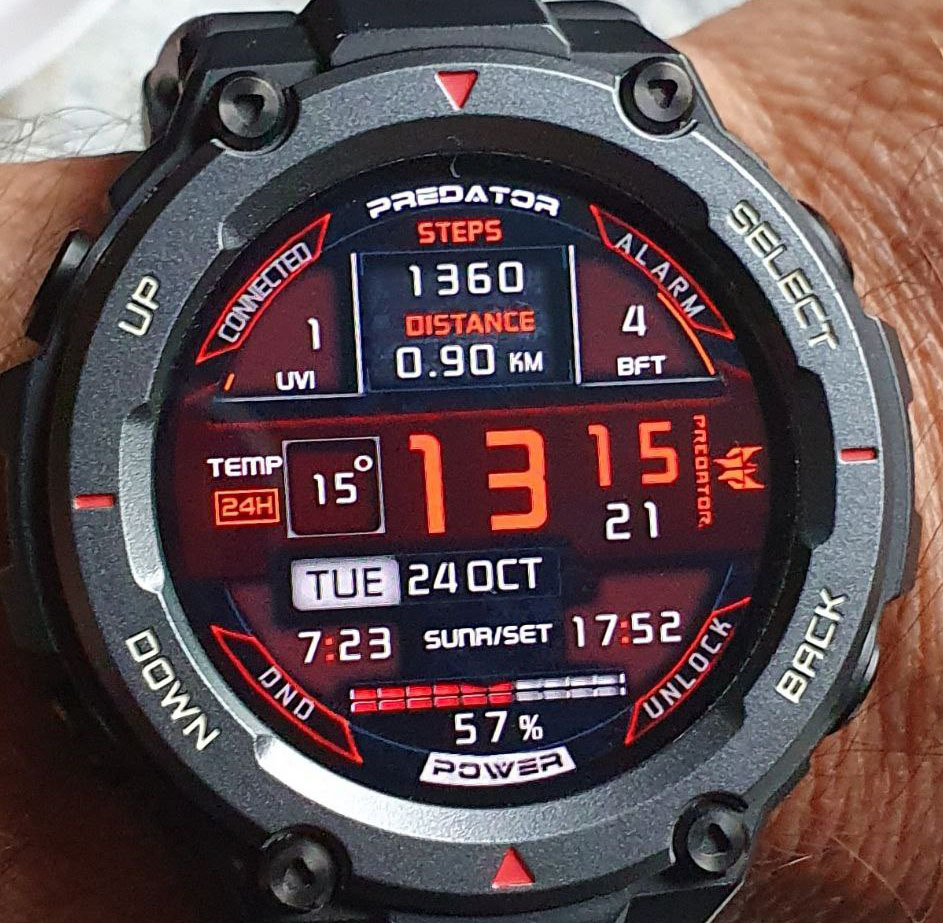 PREDATOR
STEPS
1360
DISTANCE
0.90 KM
CONNECTED
1
UVI
ALARM
4
BFT
UP
SELECT
TEMP
24H
15°
13
15
21
PREDATOR
TUE 24 OCT
7:23 SUNR/SET 17:52
DND
UNLOCK
57 %
POWER
DOWN
BACK